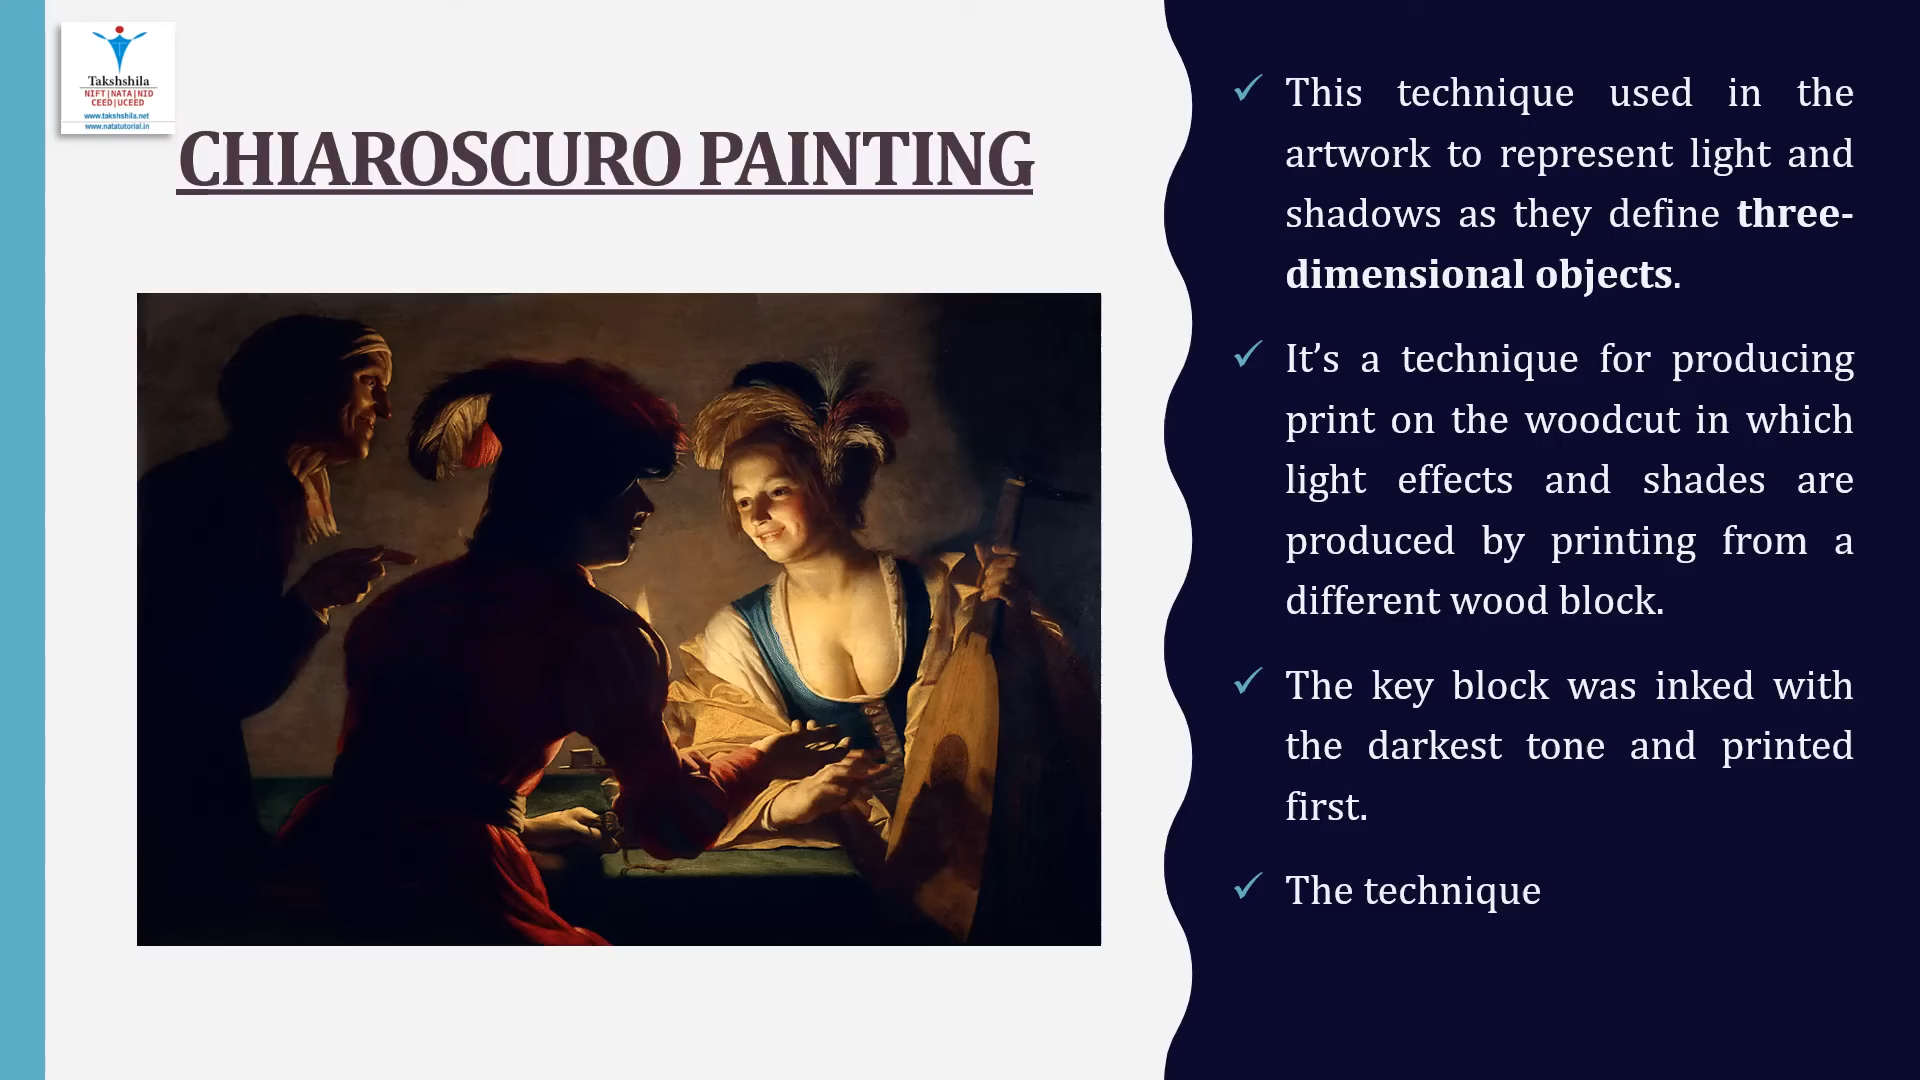 Takshshila
NIFT|NATA|NID
CEED|UCEED
www.takshshila.net
www.natatutorial.in
CHIAROSCURO PAINTING
✓ This technique used in the
artwork to represent light and
shadows as they define three-
dimensional objects.
✓ It’s a technique for producing
print on the woodcut in which
light effects and shades are
produced by printing from a
different wood block.
✓ The key block was inked with
the darkest tone and printed
first.
✓ The technique